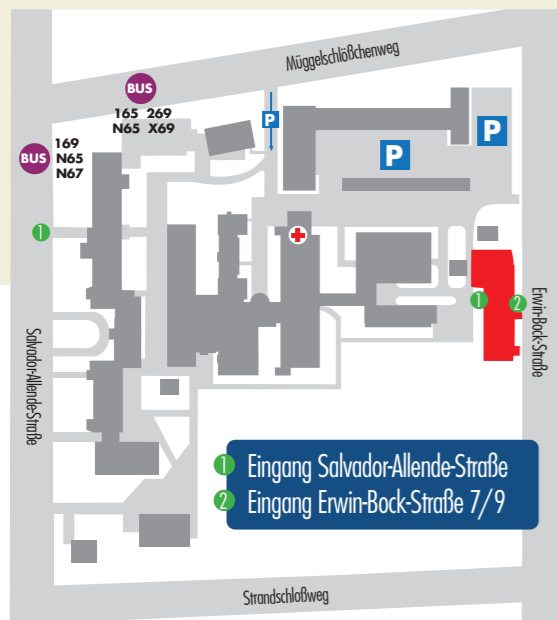 Müggelschlößchenweg
BUS
165 269
N65 X69
P
BUS
169
N65
N67
P
P
1
1
2
Salvador-Allende-Straße
Erwin-Bock-Straße
1 Eingang Salvador-Allende-Straße
2 Eingang Erwin-Bock-Straße 7/9
Strandschloßweg